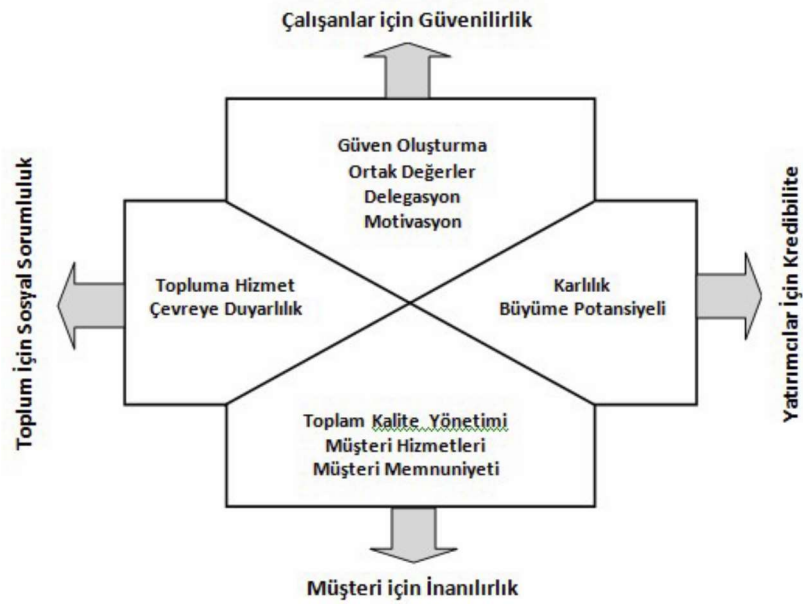 Çalışanlar için Güvenilirlik
Güven Oluşturma
Ortak Değerler
Delegasyon
Motivasyon
Toplum için Sosyal Sorumluluk
Topluma Hizmet
Çevreye Duyarlılık
Karlılık
Büyüme Potansiyeli
Yatırımcılar için Kredibilite
Toplam Kalite Yönetimi
Müşteri Hizmetleri
Müşteri Memnuniyeti
Müşteri için İnanılırlık